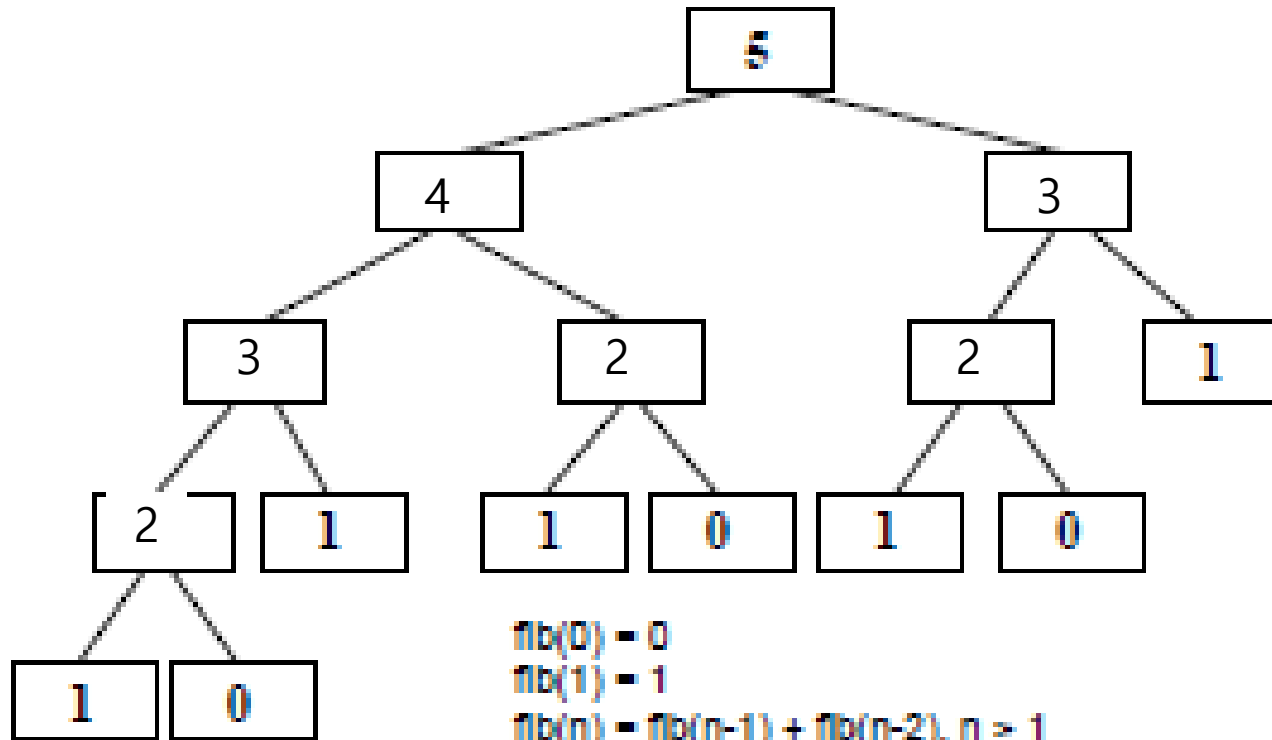 5
4 3
3 2 2 1
2 1 1 0 1 0
1 0
fib(0) = 0
fib(1) = 1
fib(n) = fib(n-1) + fib(n-2), n > 1